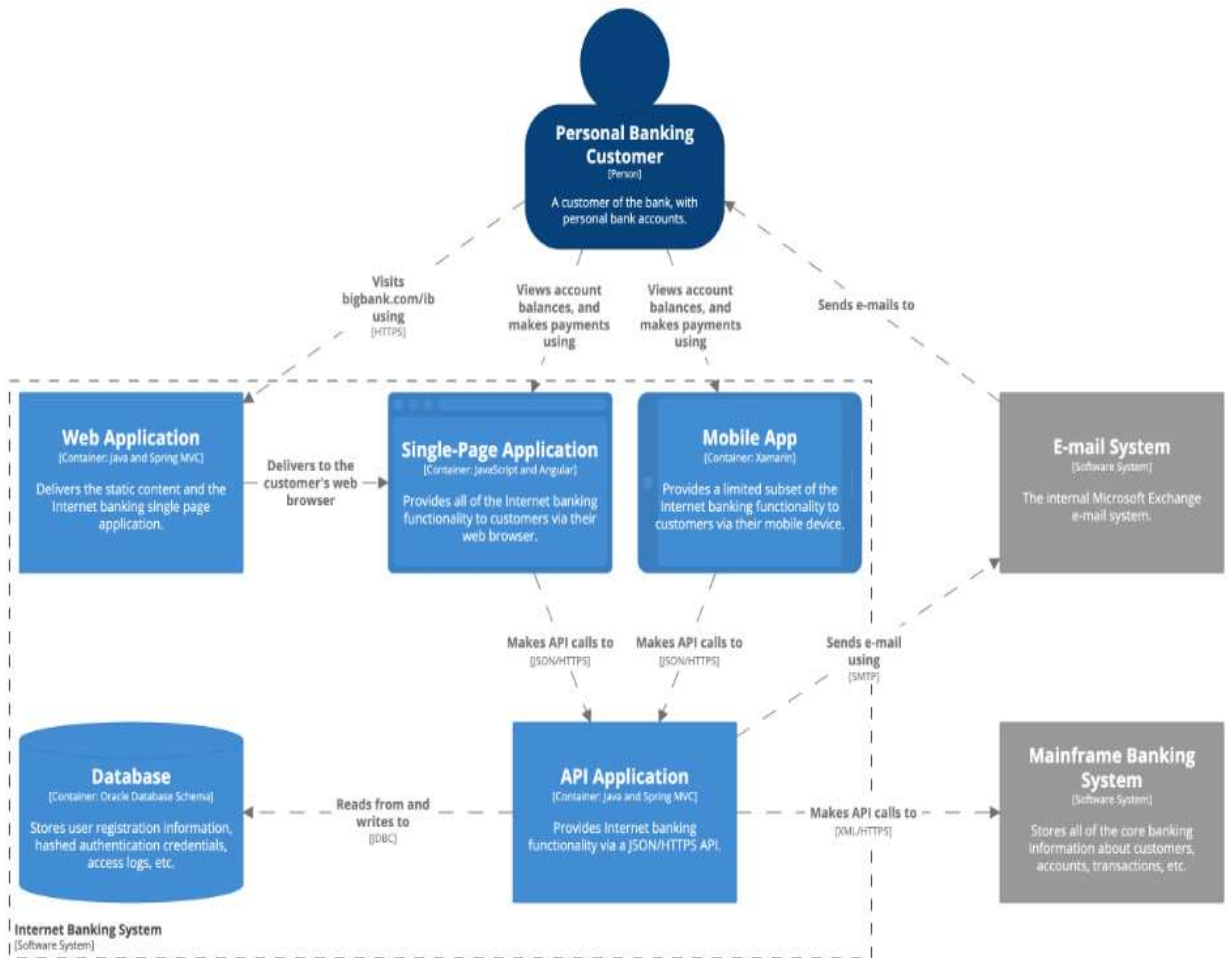 Personal Banking
Customer
[Person]
A customer of the bank, with
personal bank accounts.
Visits
bigbank.com/ib
using
[HTTPS]
Views account
balances, and
makes payments
using
Views account
balances, and
makes payments
using
Sends e-mails to
Web Application
[Container: Java and Spring MVC]
Delivers the static content and the
Internet banking single page
application.
Delivers to the
customer's web
browser
Single-Page Application
[Container: JavaScript and Angular]
Provides all of the Internet banking
functionality to customers via their
web browser.
Mobile App
[Container: Xamarin]
Provides a limited subset of the
Internet banking functionality to
customers via their mobile device.
E-mail System
[Software System]
The internal Microsoft Exchange
e-mail system.
Makes API calls to
[JSON/HTTPS]
Makes API calls to
[JSON/HTTPS]
Sends e-mail
using
[SMTP]
Database
[Container: Oracle Database Schema]
Stores user registration information,
hashed authentication credentials,
access logs, etc.
Reads from and
writes to
[JDBC]
API Application
[Container: Java and Spring MVC]
Provides Internet banking
functionality via a JSON/HTTPS API.
Makes API calls to
[XML/HTTPS]
Mainframe Banking
System
[Software System]
Stores all of the core banking
information about customers,
accounts, transactions, etc.
Internet Banking System
[Software System]